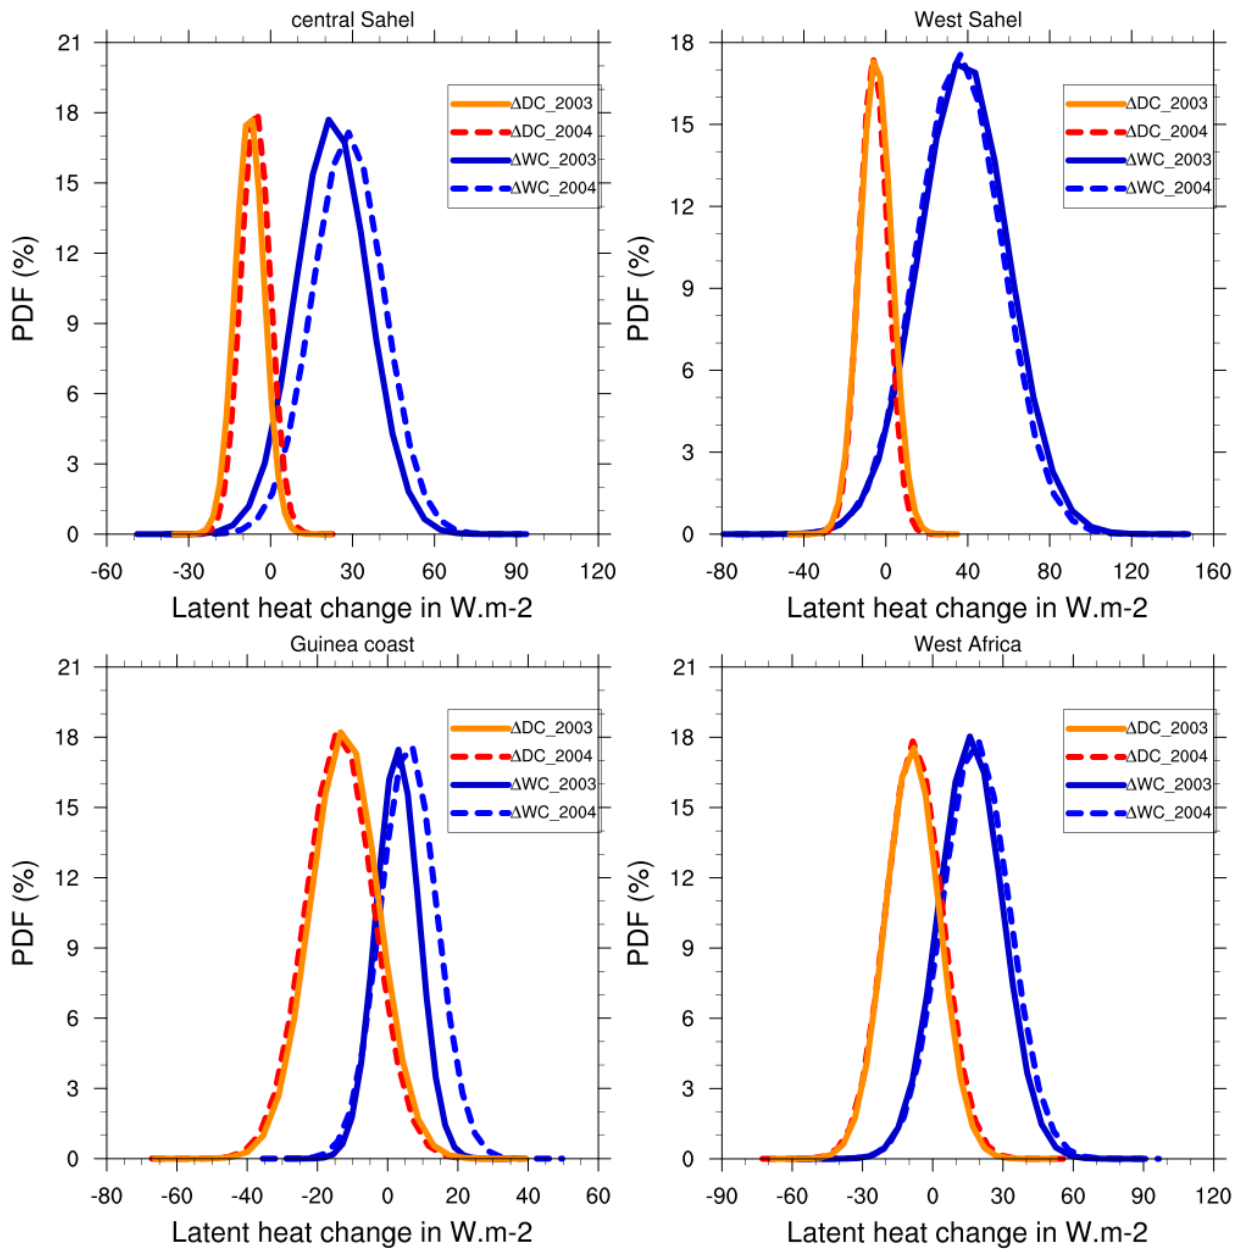 central Sahel
21
18
15
12
9
6
3
0
PDF (%)
ΔDC_2003
ΔDC_2004
ΔWC_2003
ΔWC_2004
-60 -30 0 30 60 90 120
Latent heat change in W.m-2
West Sahel
18
15
12
9
6
3
0
PDF (%)
ΔDC_2003
ΔDC_2004
ΔWC_2003
ΔWC_2004
-80 -40 0 40 80 120 160
Latent heat change in W.m-2
Guinea coast
21
18
15
12
9
6
3
0
PDF (%)
ΔDC_2003
ΔDC_2004
ΔWC_2003
ΔWC_2004
-80 -60 -40 -20 0 20 40 60
Latent heat change in W.m-2
West Africa
21
18
15
12
9
6
3
0
PDF (%)
ΔDC_2003
ΔDC_2004
ΔWC_2003
ΔWC_2004
-90 -60 -30 0 30 60 90 120
Latent heat change in W.m-2